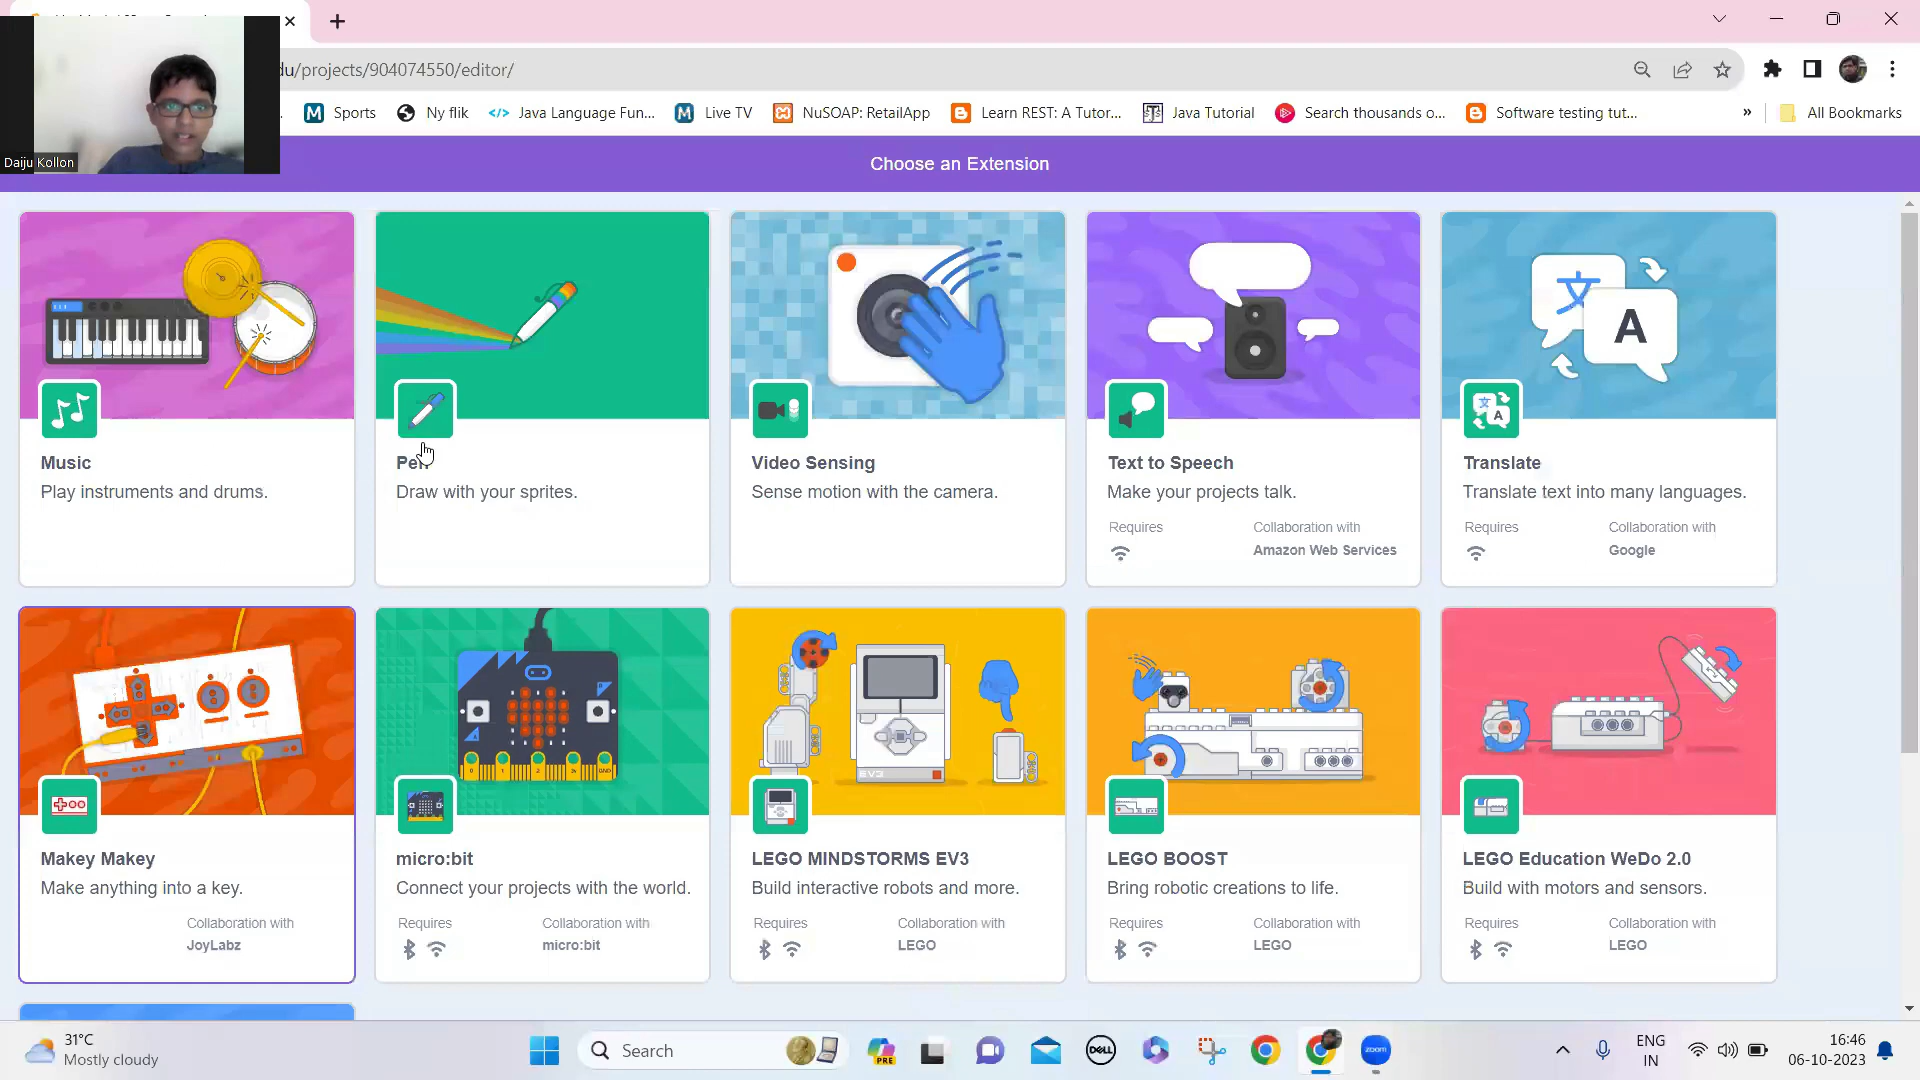 du/projects/904074550/editor/
Sports
Ny flik
Java Language Fun...
Live TV
NuSOAP: RetailApp
Learn REST: A Tutor...
Java Tutorial
Search thousands o...
Software testing tut...
»
All Bookmarks
Daiju Kollon
Choose an Extension
Music
Play instruments and drums.
Pen
Draw with your sprites.
Video Sensing
Sense motion with the camera.
Text to Speech
Make your projects talk.
Requires
Collaboration with
Amazon Web Services
文
A
Translate
Translate text into many languages.
Requires
Collaboration with
Google
Makey Makey
Make anything into a key.
Collaboration with
JoyLabz
micro:bit
Connect your projects with the world.
Requires
Collaboration with
micro:bit
EV3
LEGO MINDSTORMS EV3
Build interactive robots and more.
Requires
Collaboration with
LEGO
LEGO BOOST
Bring robotic creations to life.
Requires
Collaboration with
LEGO
LEGO Education WeDo 2.0
Build with motors and sensors.
Requires
Collaboration with
LEGO
31°C
Mostly cloudy
Search
PRE
DELL
zoom
ENG
IN
16:46
06-10-2023